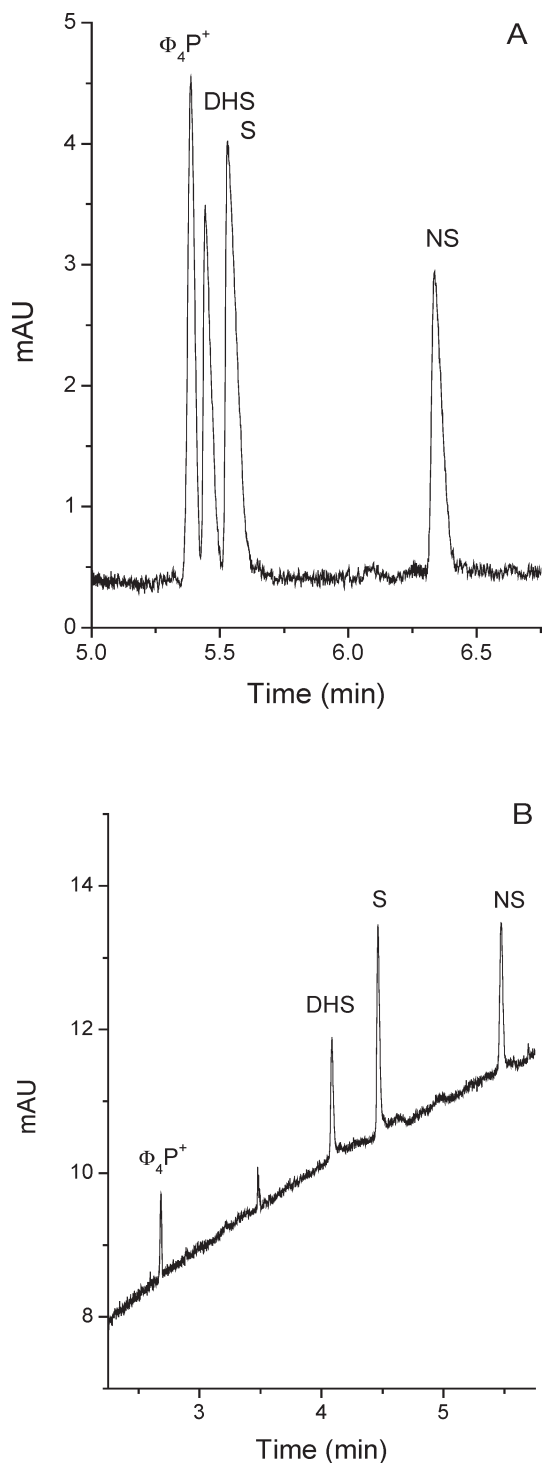 A
Φ₄P⁺
DHS
S
NS
mAU
5
4
3
2
1
0
5.0 5.5 6.0 6.5
Time (min)
B
S
NS
DHS
Φ₄P⁺
mAU
14
12
10
8
3 4 5
Time (min)